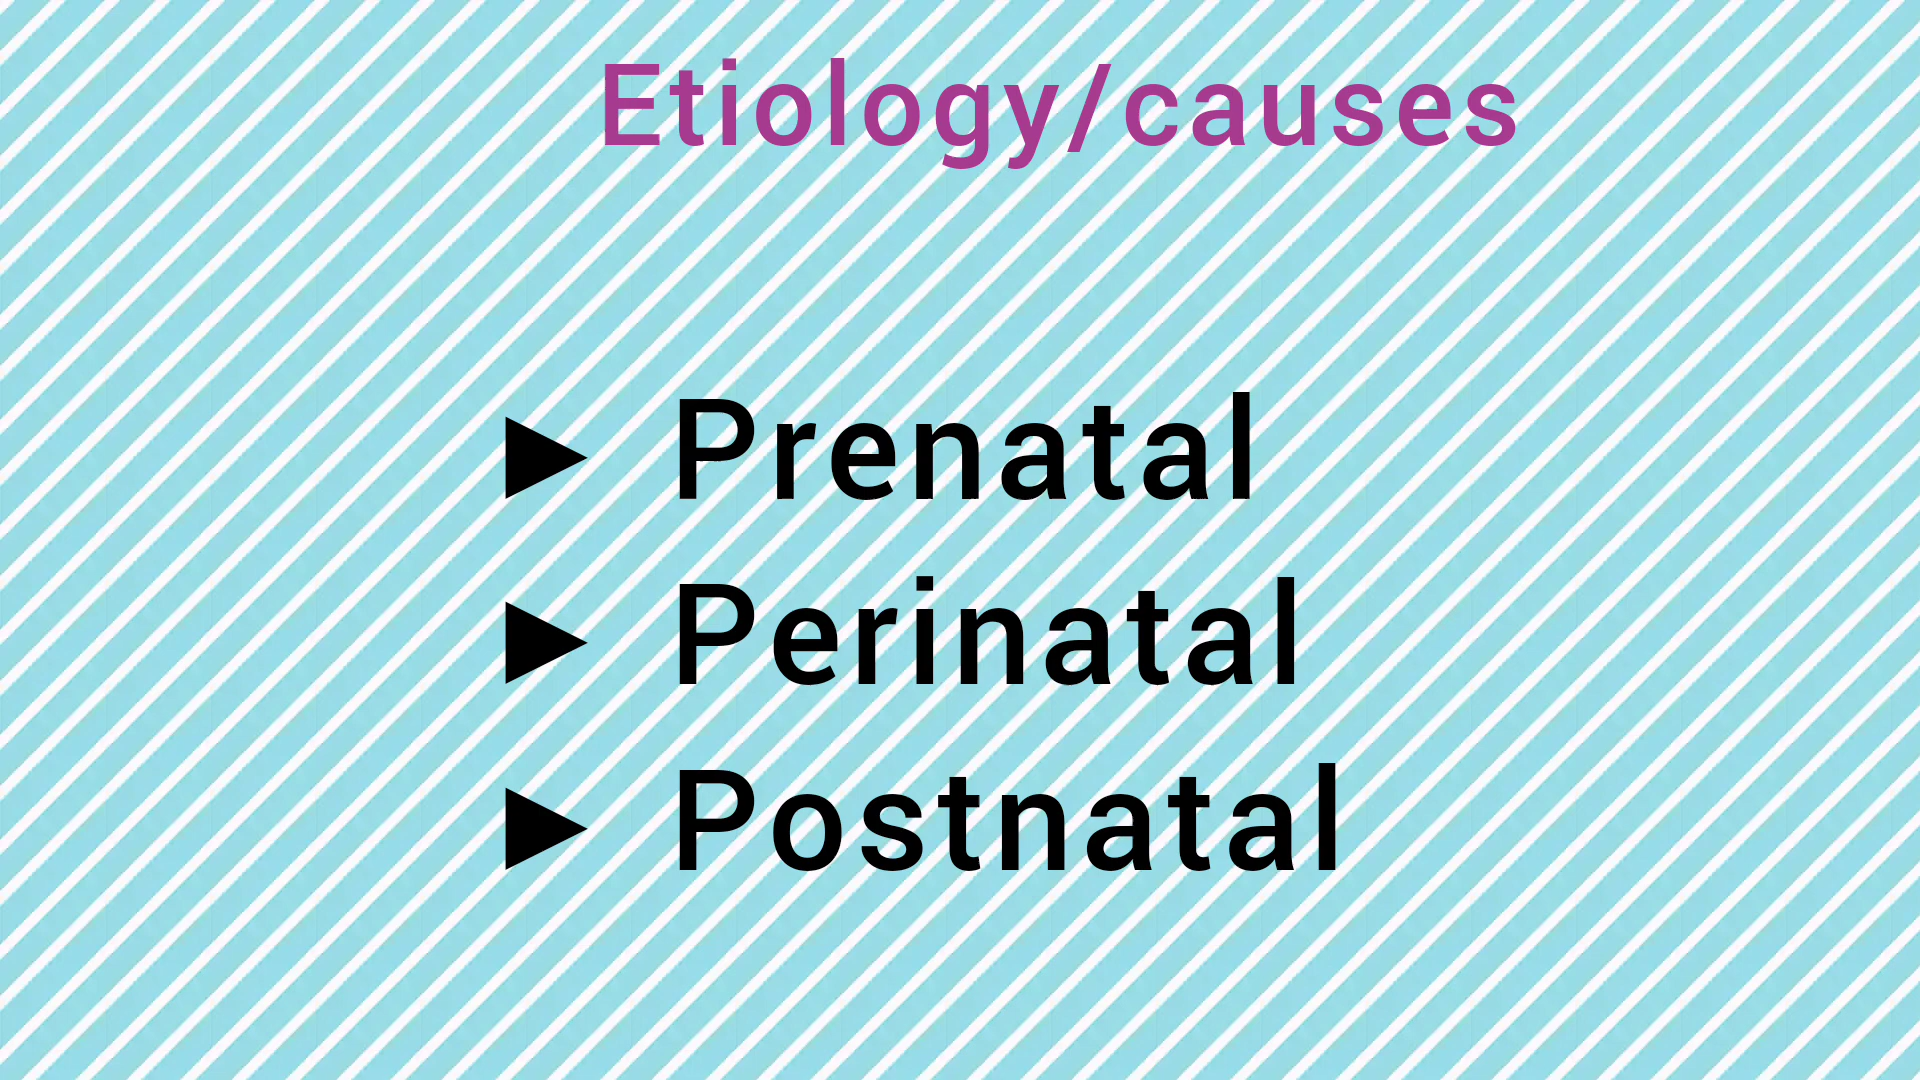 Etiology/causes
► Prenatal
► Perinatal
► Postnatal